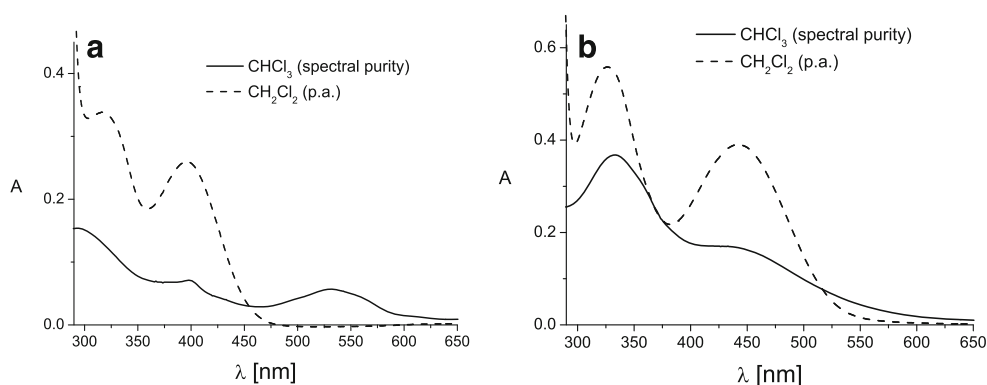 a
CHCl3 (spectral purity)
CH2Cl2 (p.a.)
0.4
0.2
0.0
A
300 350 400 450 500 550 600 650
λ [nm]
b
CHCl3 (spectral purity)
CH2Cl2 (p.a.)
0.6
0.4
0.2
0.0
A
300 350 400 450 500 550 600 650
λ [nm]